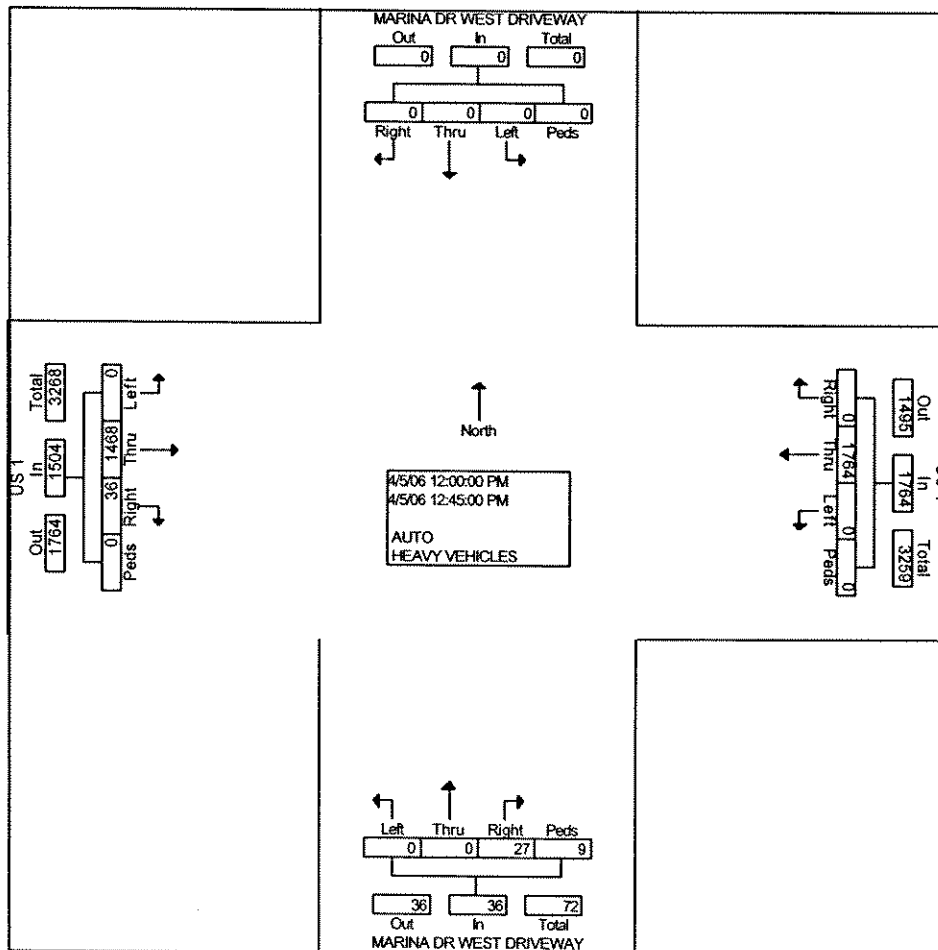 MARINA DR WEST DRIVEWAY
Out In Total
0 0 0
0 0 0 0
Right Thru Left Peds
US 1
Total In Out
3268 1504 1764
0 1468 36 0
Left Thru Right Peds
North
4/5/06 12:00:00 PM
4/5/06 12:45:00 PM
AUTO
HEAVY VEHICLES
Right Thru Left Peds
0 1764 0 0
1495 1764 3259
Out In Total
Left Thru Right Peds
0 0 27 9
36 36 72
Out In Total
MARINA DR WEST DRIVEWAY